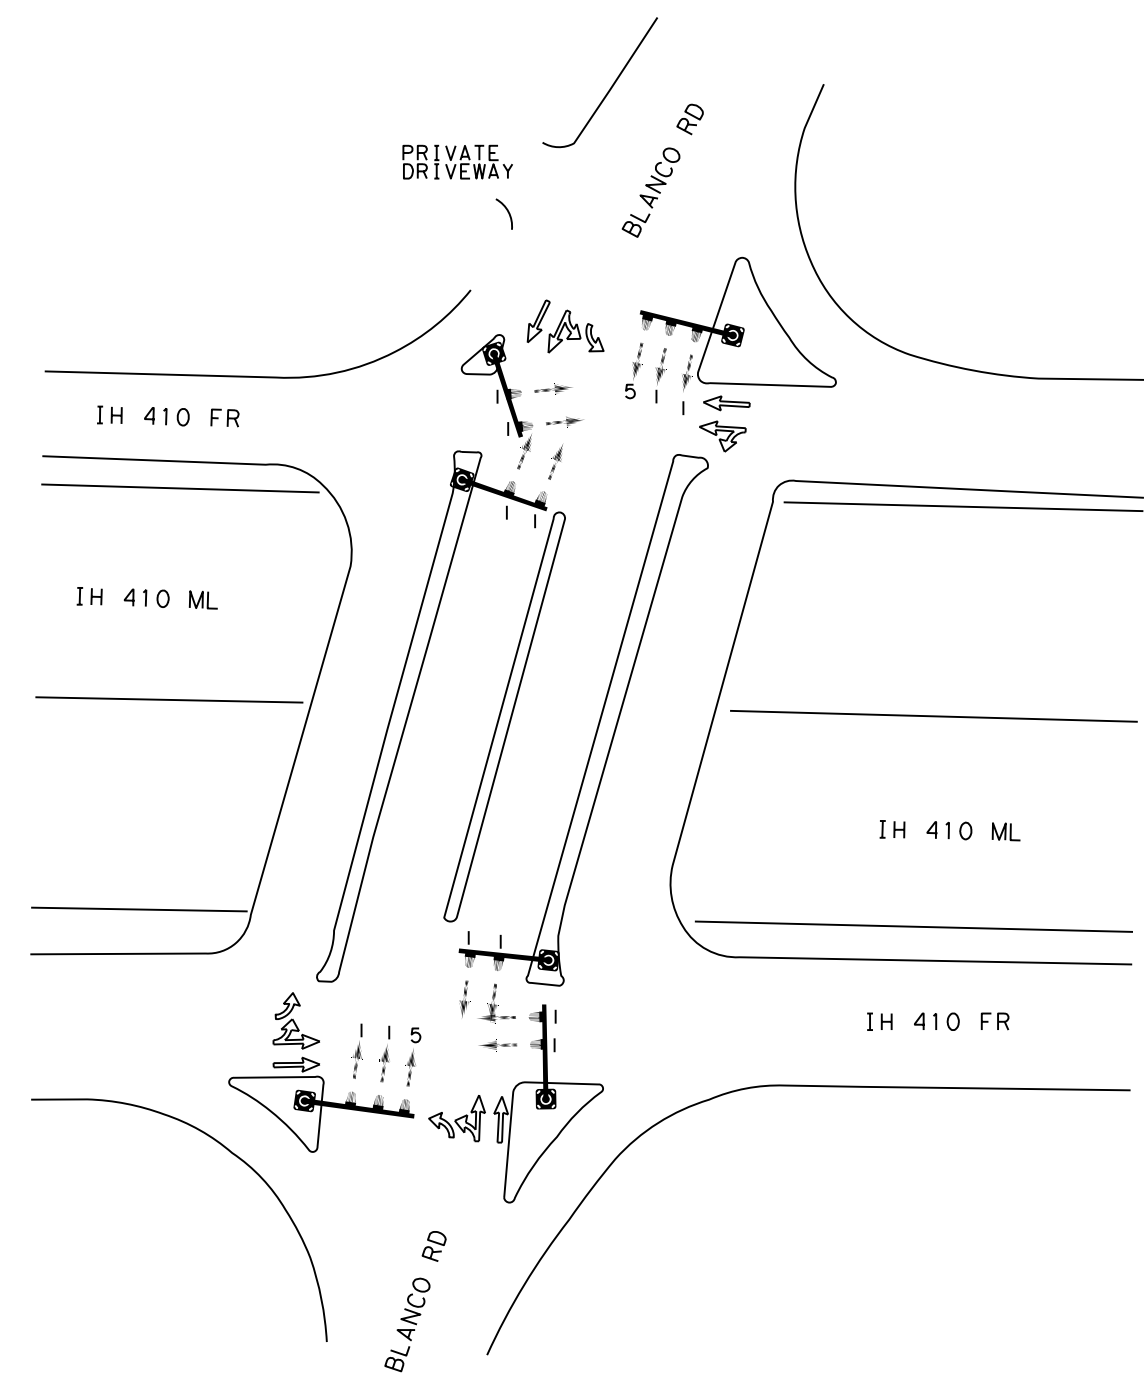 BLANCO RD
PRIVATE
DRIVEWAY
5 I I
I
I
IH 410 FR
I I
IH 410 ML
IH 410 ML
I I
IH 410 FR
I
I
I I 5
BLANCO RD